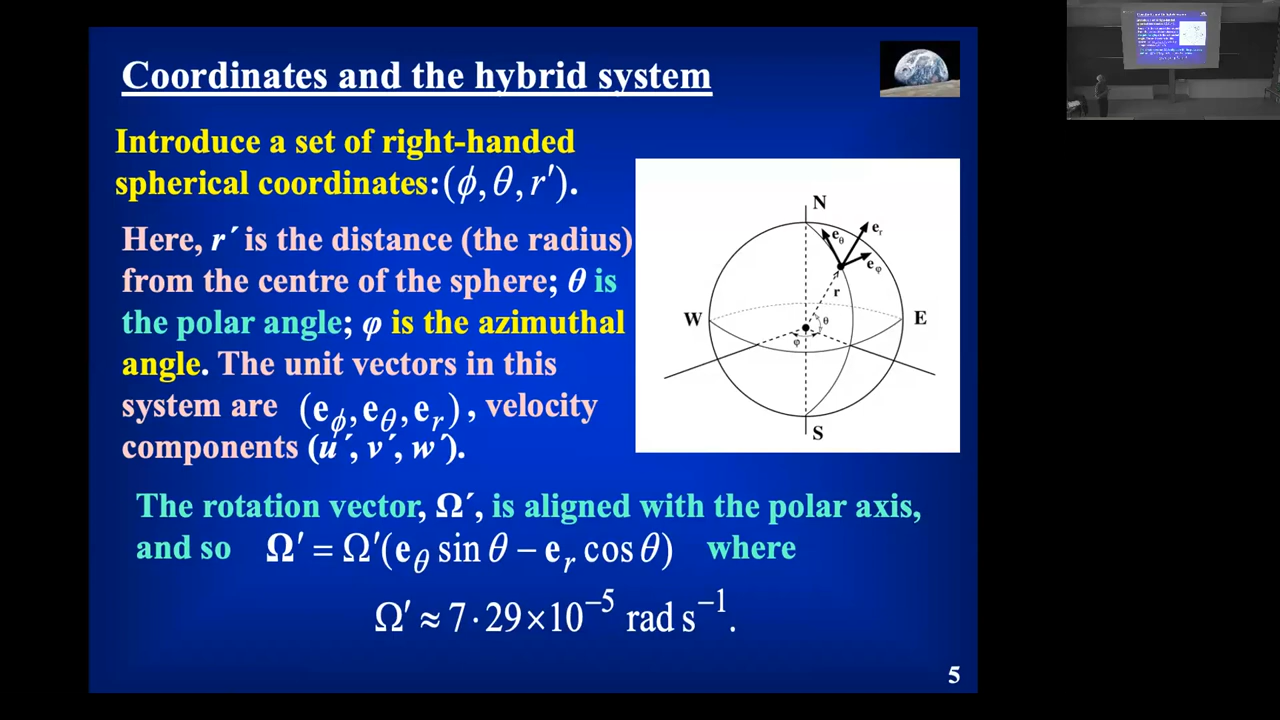 Coordinates and the hybrid system
Introduce a set of right-handed
spherical coordinates: (ϕ, θ, r′).
Here, r′ is the distance (the radius)
from the centre of the sphere; θ is
the polar angle; φ is the azimuthal
angle. The unit vectors in this
system are (e_ϕ, e_θ, e_r), velocity
components (u′, v′, w′).
N
e_θ
e_r
e_φ
r
W
θ
E
φ
S
The rotation vector, Ω′, is aligned with the polar axis,
and so Ω′ = Ω′(e_θ sin θ − e_r cos θ) where
Ω′ ≈ 7·29×10⁻⁵ rad s⁻¹.
5